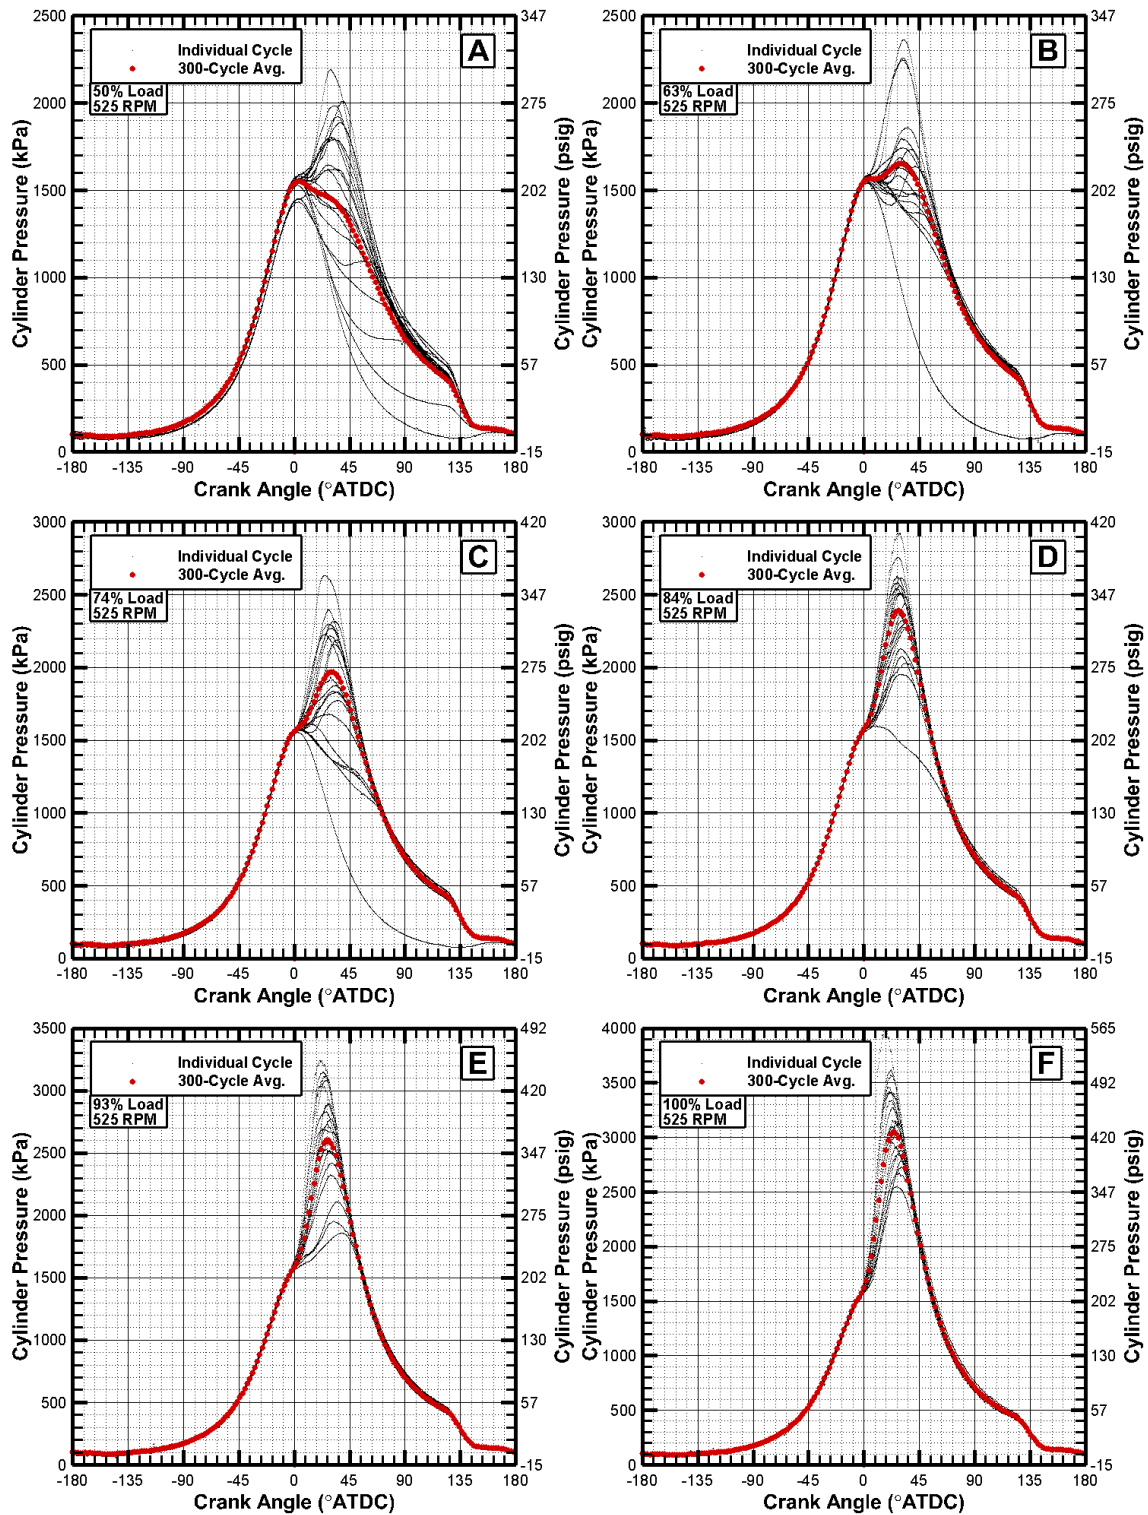 2500
2000
1500
1000
500
0
Cylinder Pressure (kPa)
Individual Cycle
300-Cycle Avg.
50% Load
525 RPM
A
347
275
202
130
57
-15
Cylinder Pressure (psig)
-180 -135 -90 -45 0 45 90 135 180
Crank Angle (°ATDC)
2500
2000
1500
1000
500
0
Cylinder Pressure (kPa)
Individual Cycle
300-Cycle Avg.
63% Load
525 RPM
B
347
275
202
130
57
-15
Cylinder Pressure (psig)
-180 -135 -90 -45 0 45 90 135 180
Crank Angle (°ATDC)
3000
2500
2000
1500
1000
500
0
Cylinder Pressure (kPa)
Individual Cycle
300-Cycle Avg.
74% Load
525 RPM
C
420
347
275
202
130
57
-15
Cylinder Pressure (psig)
-180 -135 -90 -45 0 45 90 135 180
Crank Angle (°ATDC)
3000
2500
2000
1500
1000
500
0
Cylinder Pressure (kPa)
Individual Cycle
300-Cycle Avg.
84% Load
525 RPM
D
420
347
275
202
130
57
-15
Cylinder Pressure (psig)
-180 -135 -90 -45 0 45 90 135 180
Crank Angle (°ATDC)
3500
3000
2500
2000
1500
1000
500
0
Cylinder Pressure (kPa)
Individual Cycle
300-Cycle Avg.
93% Load
525 RPM
E
492
420
347
275
202
130
57
-15
Cylinder Pressure (psig)
-180 -135 -90 -45 0 45 90 135 180
Crank Angle (°ATDC)
4000
3500
3000
2500
2000
1500
1000
500
0
Cylinder Pressure (kPa)
Individual Cycle
300-Cycle Avg.
100% Load
525 RPM
F
565
492
420
347
275
202
130
57
-15
Cylinder Pressure (psig)
-180 -135 -90 -45 0 45 90 135 180
Crank Angle (°ATDC)